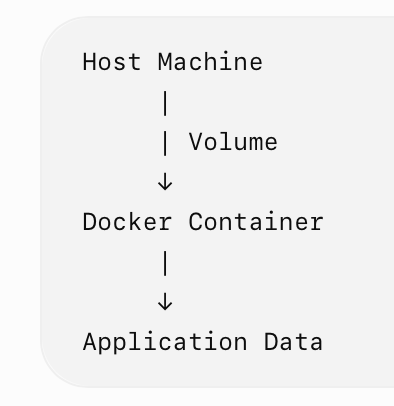 Host Machine
|
| Volume
↓
Docker Container
|
↓
Application Data